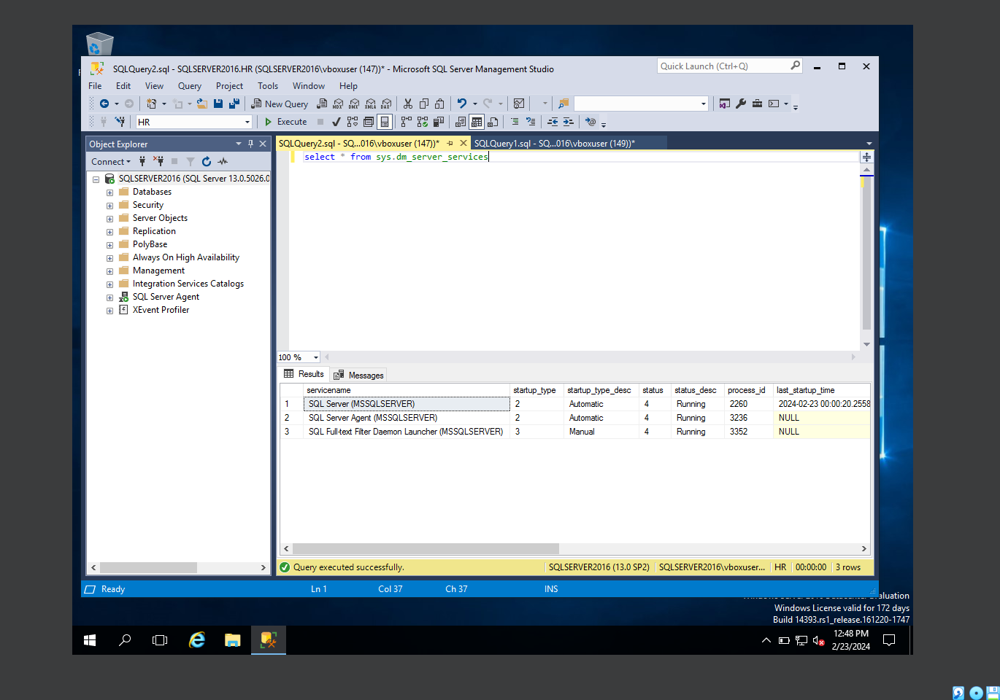 SQLQuery2.sql - SQLSERVER2016.HR (SQLSERVER2016\vboxuser (147))* - Microsoft SQL Server Management Studio
Quick Launch (Ctrl+Q)
File Edit View Query Project Tools Window Help
New Query MDX DMX XMLA DAX
HR Execute
Object Explorer
SQLQuery2.sql - SQ...016\vboxuser (147))* SQLQuery1.sql - SQ...016\vboxuser (149))*
Connect
select * from sys.dm_server_services
SQLSERVER2016 (SQL Server 13.0.5026.0
Databases
Security
Server Objects
Replication
PolyBase
Always On High Availability
Management
Integration Services Catalogs
SQL Server Agent
XEvent Profiler
100 %
Results Messages
servicename startup_type startup_type_desc status status_desc process_id last_startup_time
1 SQL Server (MSSQLSERVER) 2 Automatic 4 Running 2260 2024-02-23 00:00:20.2558
2 SQL Server Agent (MSSQLSERVER) 2 Automatic 4 Running 3236 NULL
3 SQL Full-text Filter Daemon Launcher (MSSQLSERVER) 3 Manual 4 Running 3352 NULL
Query executed successfully. SQLSERVER2016 (13.0 SP2) SQLSERVER2016\vboxuser... HR 00:00:00 3 rows
Ready Ln 1 Col 37 Ch 37 INS
Windows License valid for 172 days
Build 14393.rs1_release.161220-1747
12:48 PM
2/23/2024